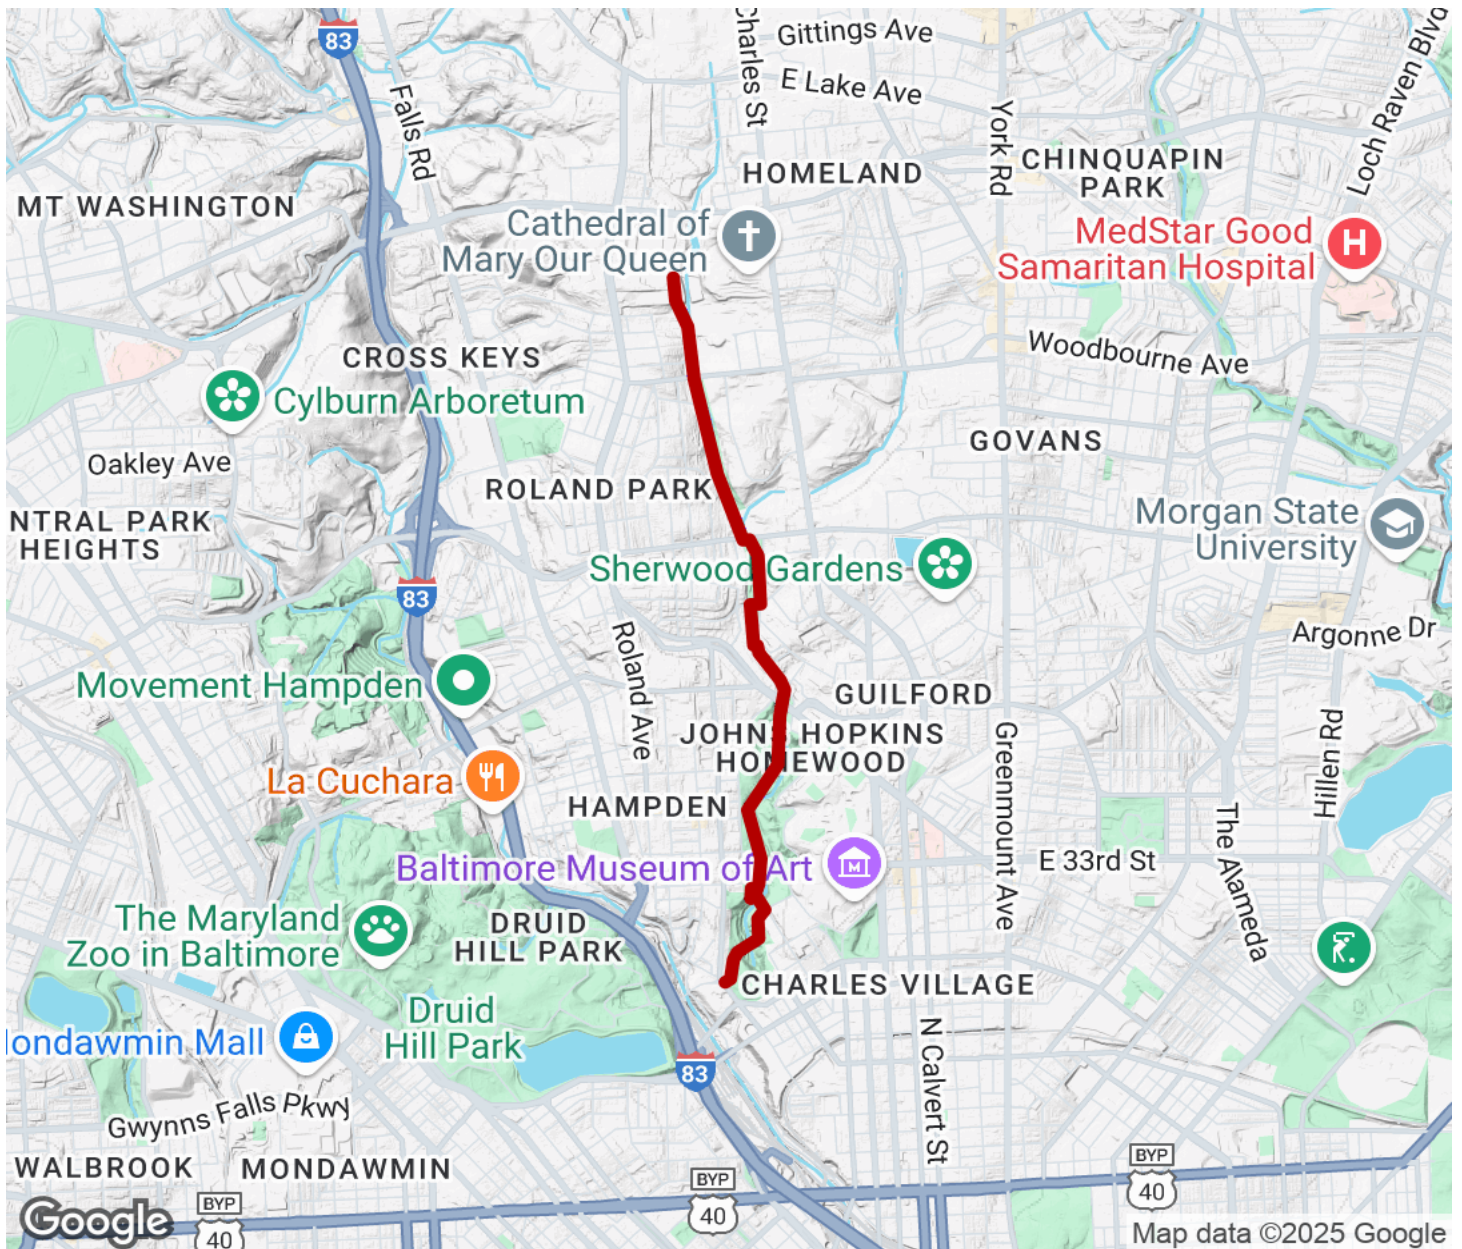 83
Charles St
Gittings Ave
E Lake Ave
Falls Rd
York Rd
Loch Raven Blvd
HOMELAND
CHINQUAPIN
PARK
MT WASHINGTON
Cathedral of
Mary Our Queen
MedStar Good
Samaritan Hospital
H
CROSS KEYS
Woodbourne Ave
Cylburn Arboretum
GOVANS
Oakley Ave
ROLAND PARK
NTRAL PARK
HEIGHTS
Morgan State
University
Sherwood Gardens
83
Roland Ave
Argonne Dr
Movement Hampden
GUILFORD
JOHNS HOPKINS
HOMEWOOD
Greenmount Ave
Hillen Rd
La Cuchara
HAMPDEN
The Alameda
Baltimore Museum of Art
M
E 33rd St
The Maryland
Zoo in Baltimore
DRUID
HILL PARK
CHARLES VILLAGE
Druid
Hill Park
ondawmin Mall
83
N Calvert St
Gwynns Falls Pkwy
WALBROOK
MONDAWMIN
BYP
40
BYP
40
BYP
40
Google
Map data ©2025 Google